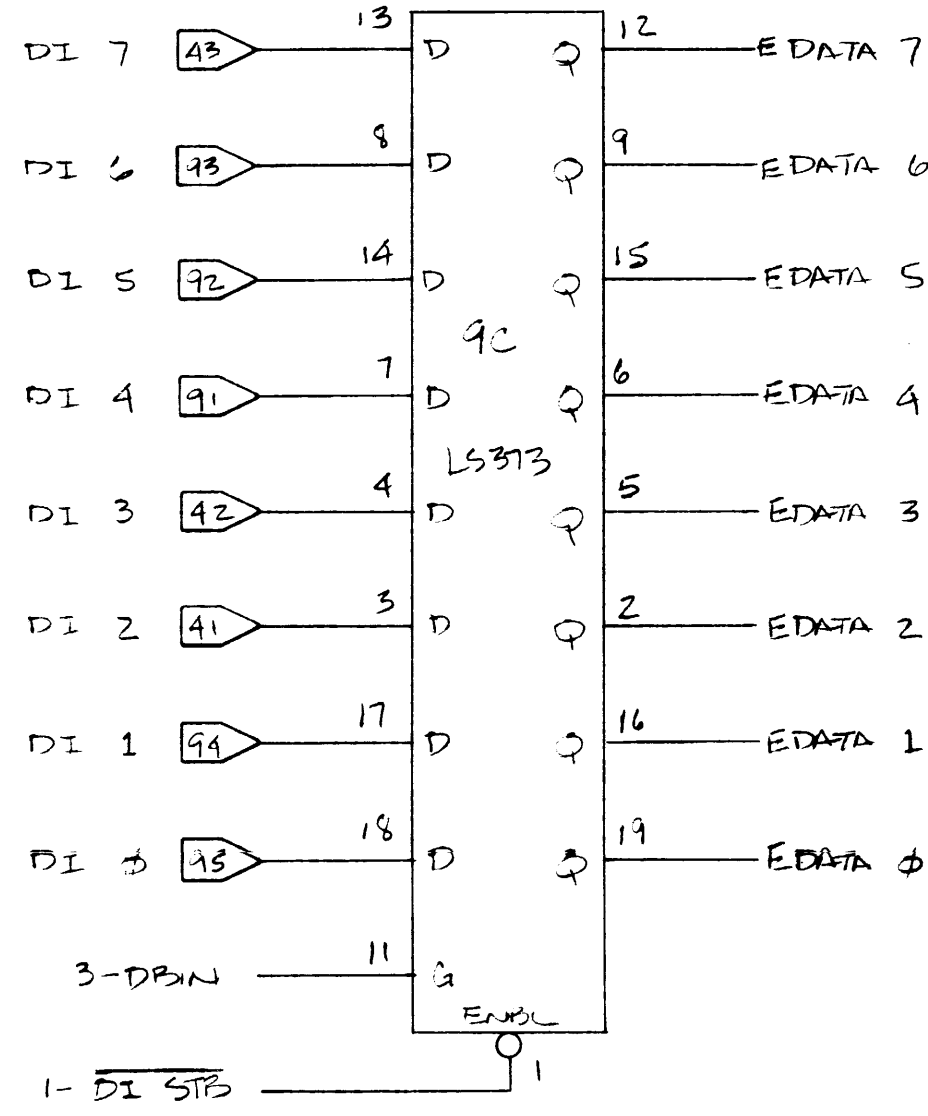 DI 7 43 13 D Q 12 EDATA 7
DI 6 93 8 D Q 9 EDATA 6
DI 5 92 14 D Q 15 EDATA 5
9C
DI 4 91 7 D Q 6 EDATA 4
LS373
DI 3 42 4 D Q 5 EDATA 3
DI 2 41 3 D Q 2 EDATA 2
DI 1 94 17 D Q 16 EDATA 1
DI φ 95 18 D Q 19 EDATA φ
3-DBIN 11 G
ENBL
1- DI STB 1